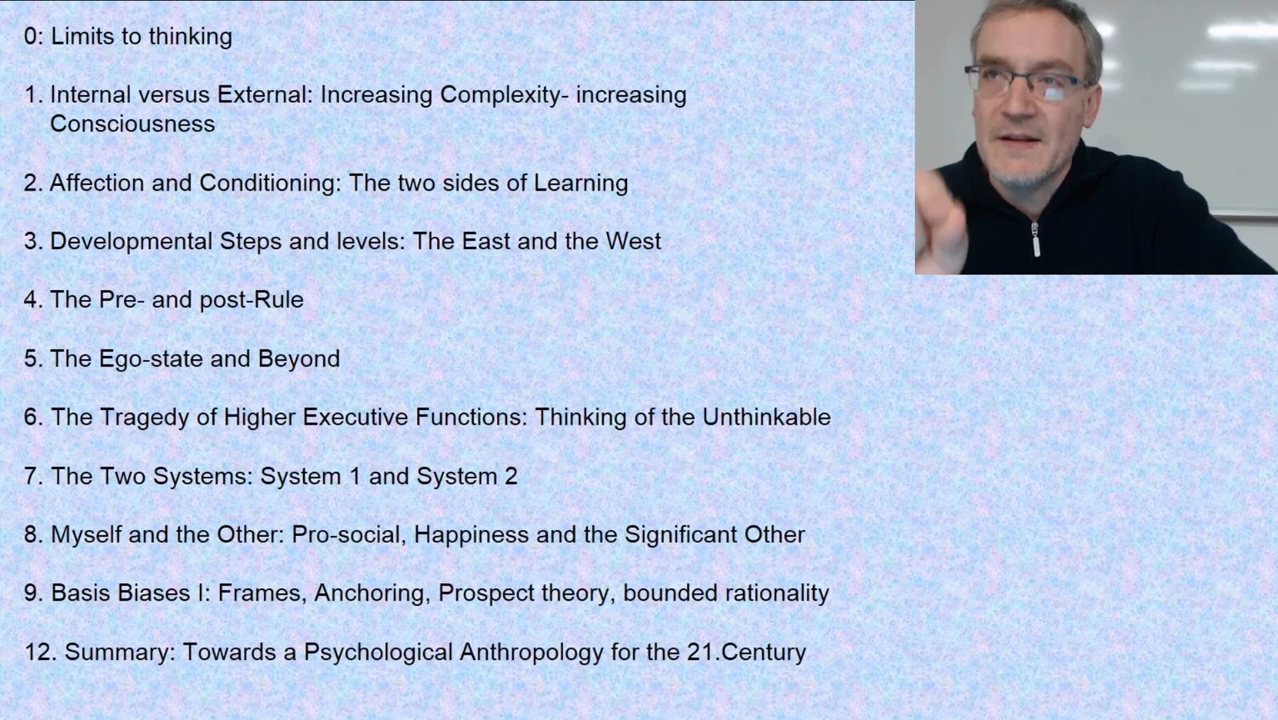 0: Limits to thinking
1. Internal versus External: Increasing Complexity- increasing
Consciousness
2. Affection and Conditioning: The two sides of Learning
3. Developmental Steps and levels: The East and the West
4. The Pre- and post-Rule
5. The Ego-state and Beyond
6. The Tragedy of Higher Executive Functions: Thinking of the Unthinkable
7. The Two Systems: System 1 and System 2
8. Myself and the Other: Pro-social, Happiness and the Significant Other
9. Basis Biases I: Frames, Anchoring, Prospect theory, bounded rationality
12. Summary: Towards a Psychological Anthropology for the 21.Century